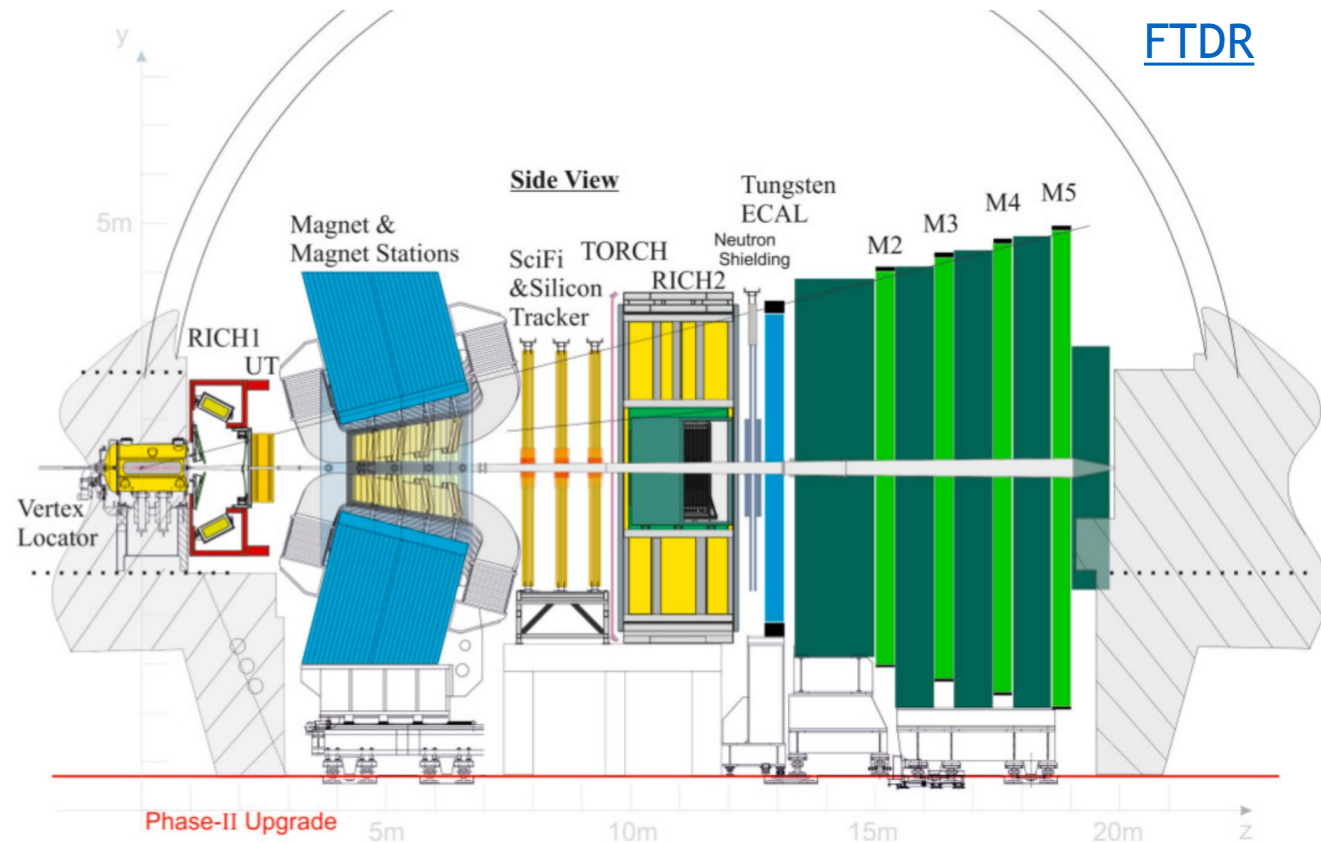 FTDR
y
5m
Side View
Magnet &
Magnet Stations
RICH1
UT
SciFi
&Silicon
Tracker
TORCH
RICH2
Tungsten
ECAL
Neutron
Shielding
M2
M3
M4
M5
Vertex
Locator
Phase-II Upgrade
5m
10m
15m
20m
z